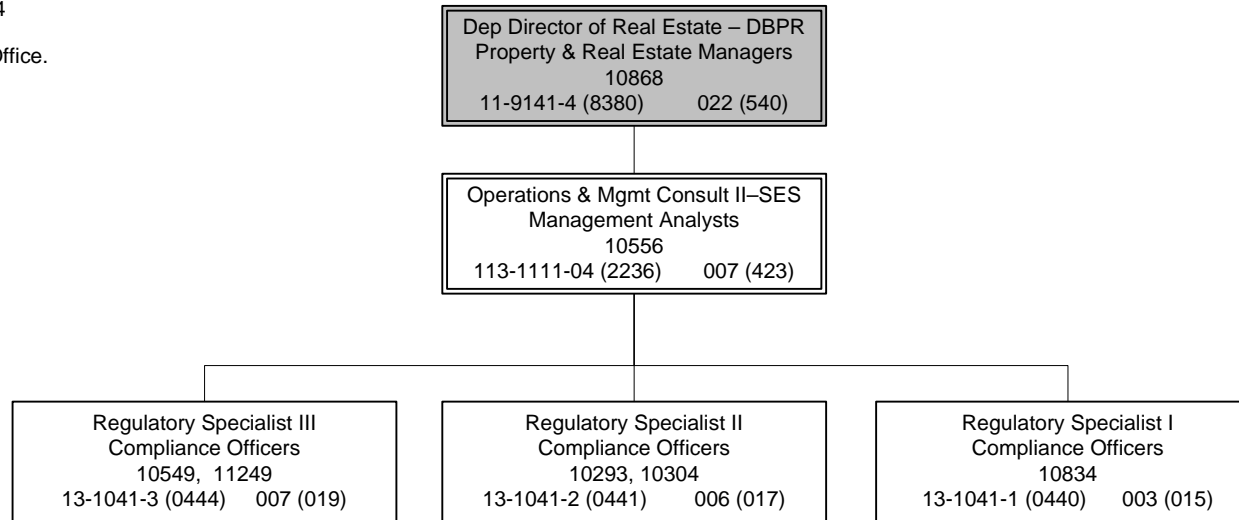 4
Office.
Dep Director of Real Estate – DBPR
Property & Real Estate Managers
10868
11-9141-4 (8380) 022 (540)
Operations & Mgmt Consult II–SES
Management Analysts
10556
113-1111-04 (2236) 007 (423)
Regulatory Specialist III
Compliance Officers
10549, 11249
13-1041-3 (0444) 007 (019)
Regulatory Specialist II
Compliance Officers
10293, 10304
13-1041-2 (0441) 006 (017)
Regulatory Specialist I
Compliance Officers
10834
13-1041-1 (0440) 003 (015)